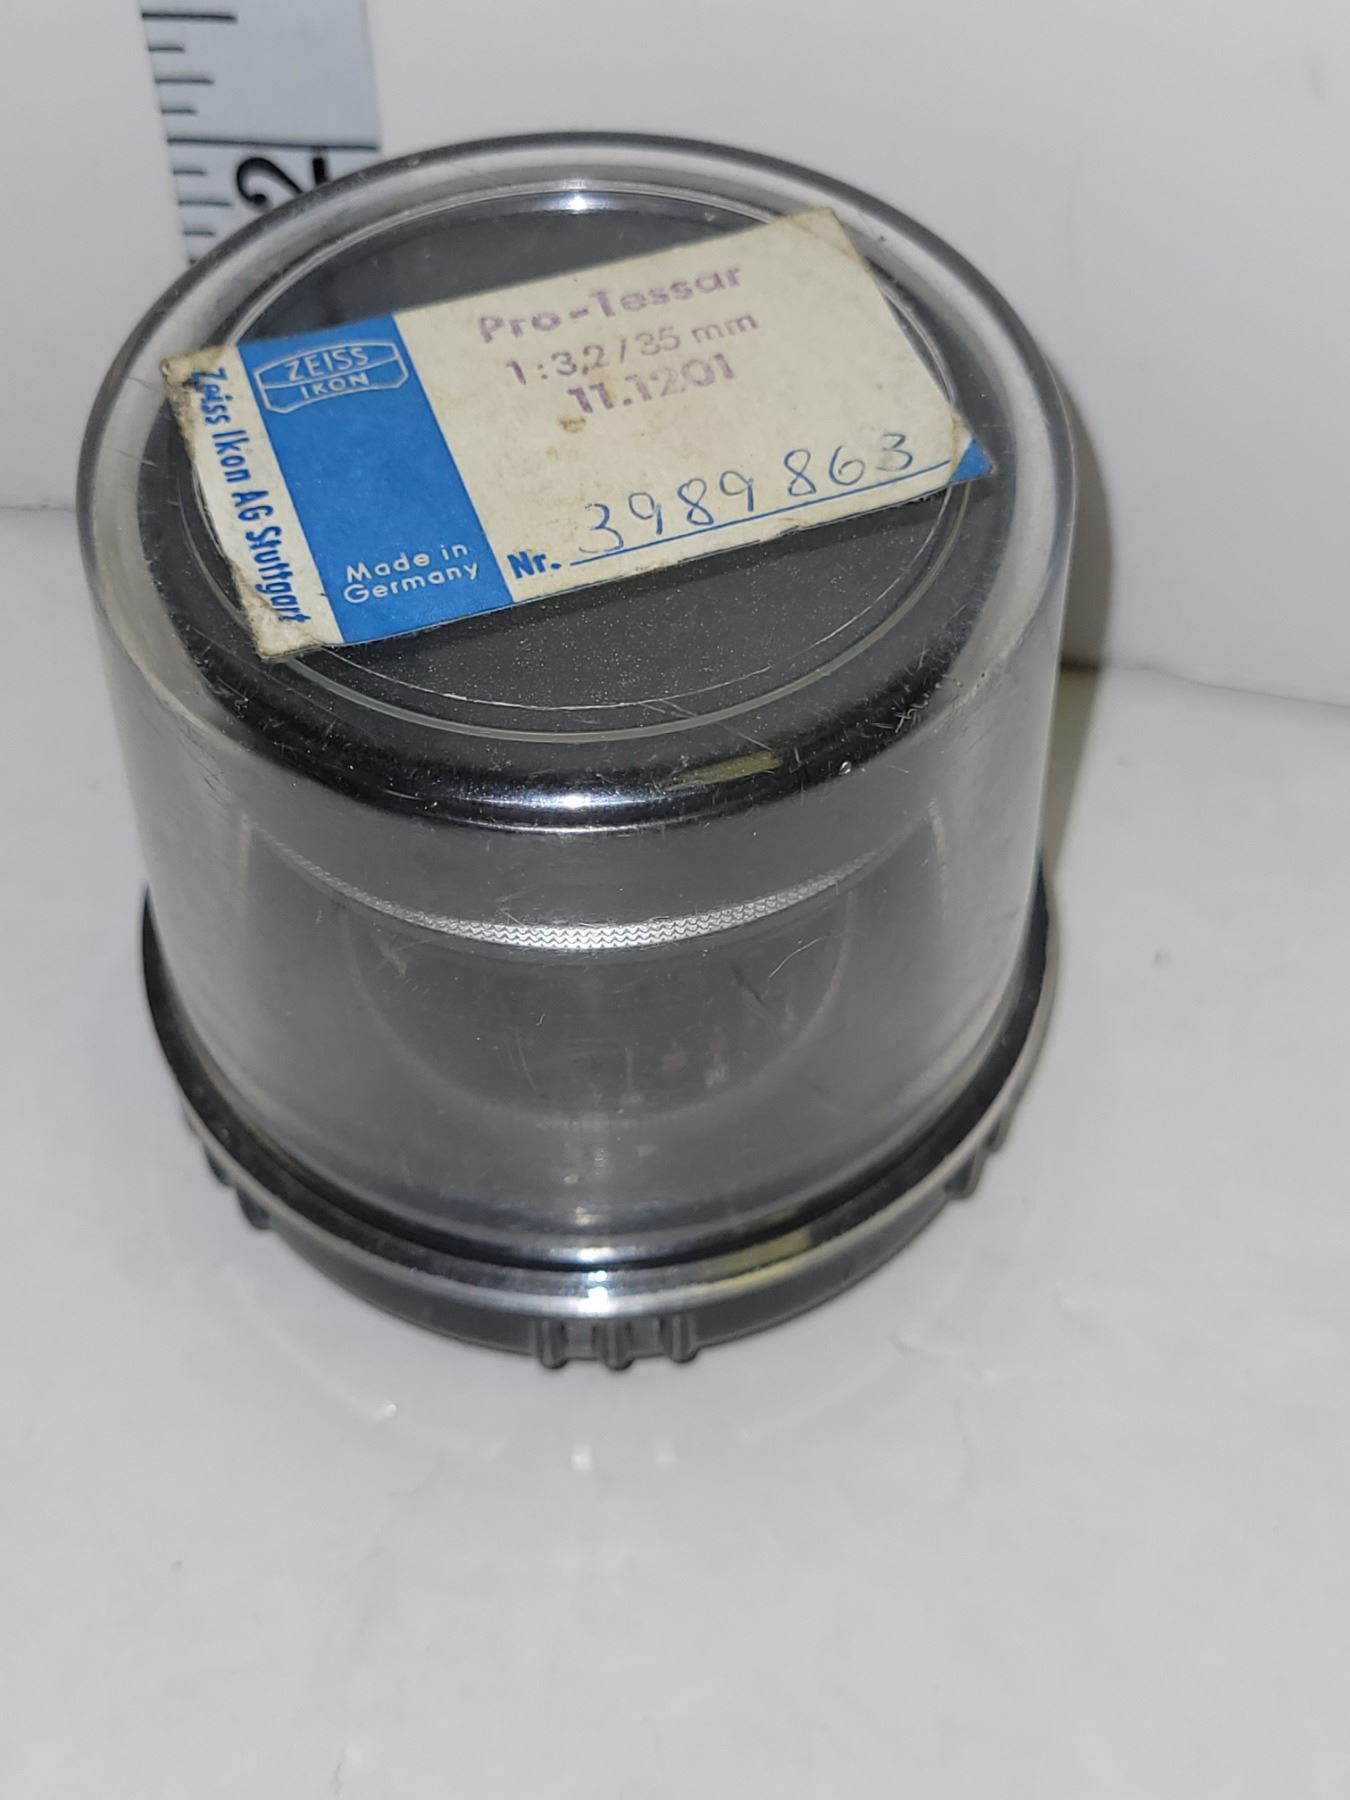 2
Pro-Tessar
1:3,2/35 mm
11.1201
ZEISS
IKON
Zeiss Ikon AG Stuttgart
Made in
Germany
Nr. 3989863